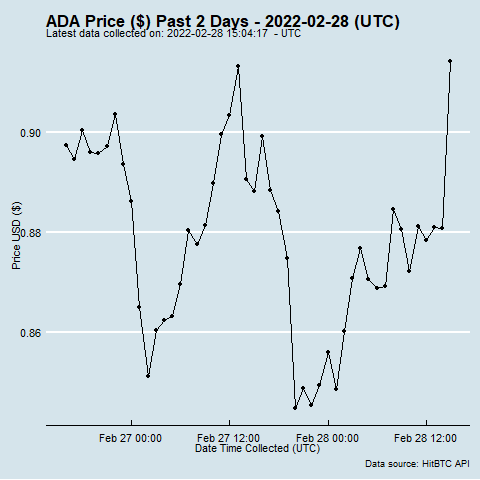 ADA Price ($) Past 2 Days - 2022-02-28 (UTC)
Latest data collected on: 2022-02-28 15:04:17 - UTC
0.90
0.88
0.86
Price USD ($)
Feb 27 00:00 Feb 27 12:00 Feb 28 00:00 Feb 28 12:00
Date Time Collected (UTC)
Data source: HitBTC API